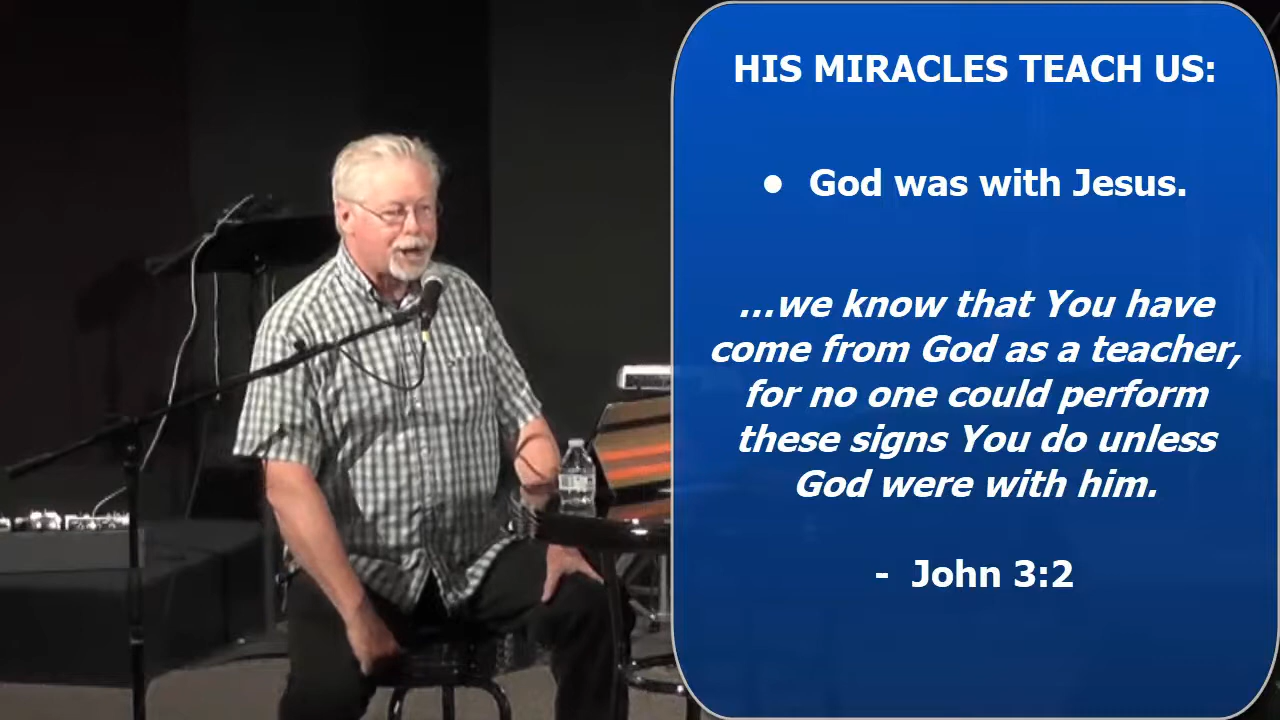 HIS MIRACLES TEACH US:
● God was with Jesus.
...we know that You have
come from God as a teacher,
for no one could perform
these signs You do unless
God were with him.
- John 3:2